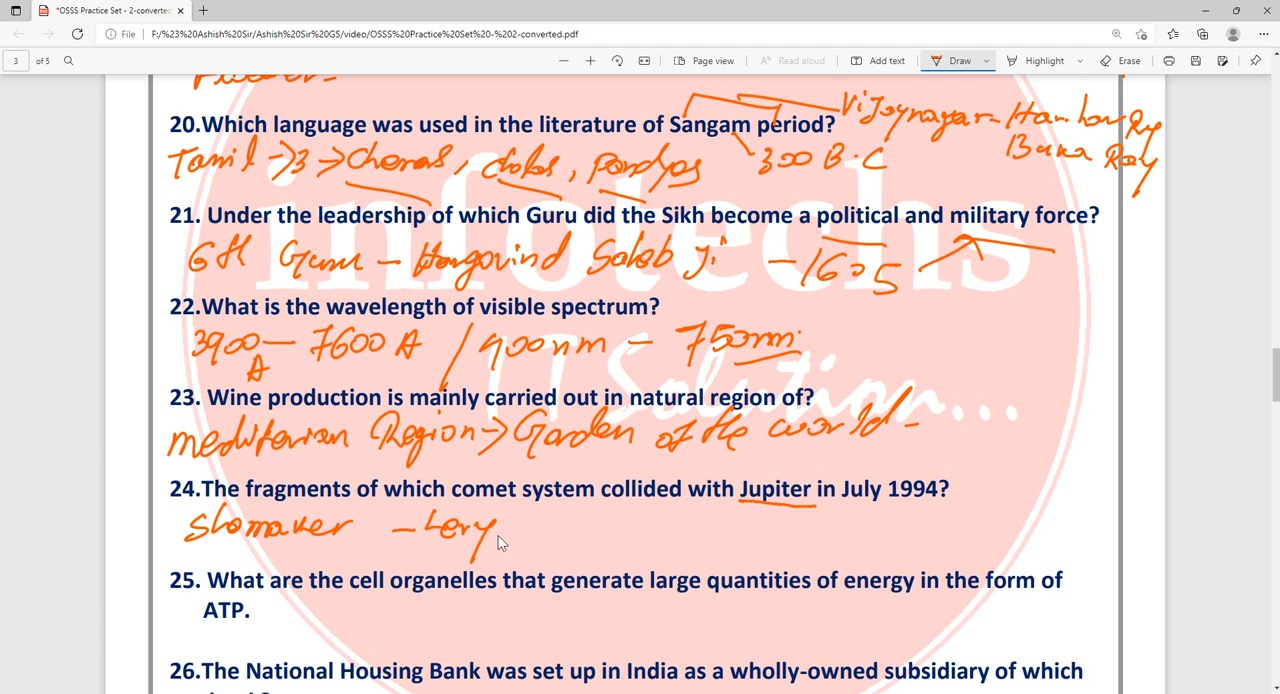 *OSSS Practice Set - 2-converted
File F:/%23%20Ashish%20Sir/Ashish%20Sir%20GS/video/OSSS%20Practice%20Set%20-%202-converted.pdf
3 of 5 Page view Read aloud Add text Draw Highlight Erase
20.Which language was used in the literature of Sangam period? Vijoynagar-
Tamil → 3 → Cheras, cholas, Pandyas 300 B.C Ray
21. Under the leadership of which Guru did the Sikh become a political and military force?
6th Guru - Hargovind Saheb ji - 1605
22.What is the wavelength of visible spectrum?
3900 A - 7600 A / 400nm - 750nm
23. Wine production is mainly carried out in natural region of?
Region → Garden of the world -
24.The fragments of which comet system collided with Jupiter in July 1994?
Shomaker - Levy
25. What are the cell organelles that generate large quantities of energy in the form of
ATP.
26.The National Housing Bank was set up in India as a wholly-owned subsidiary of which
infotechs
IT Solution...